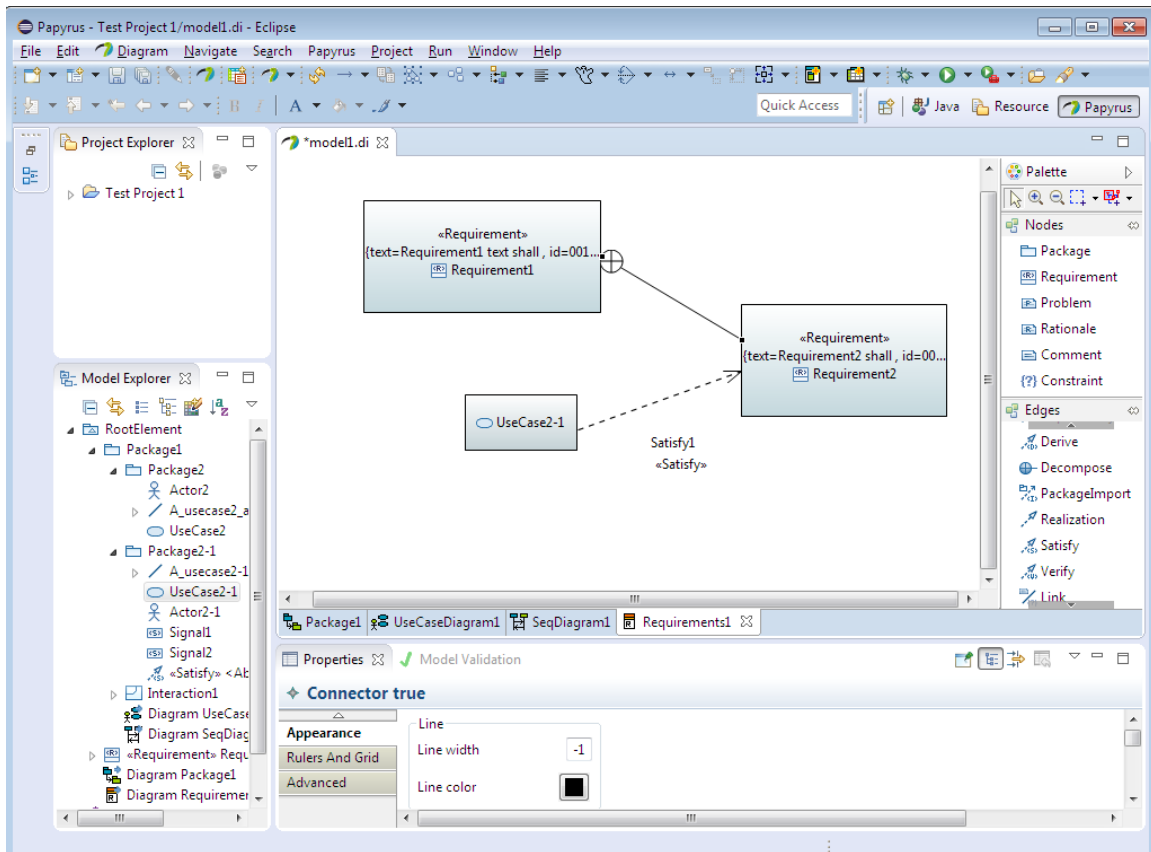 Papyrus - Test Project 1/model1.di - Eclipse
File Edit Diagram Navigate Search Papyrus Project Run Window Help
B I A Quick Access Java Resource Papyrus
Project Explorer
Test Project 1
Model Explorer
RootElement
Package1
Package2
Actor2
A_usecase2_a
UseCase2
Package2-1
A_usecase2-1
UseCase2-1
Actor2-1
Signal1
Signal2
«Satisfy» <Ab
Interaction1
Diagram UseCase
Diagram SeqDiag
«Requirement» Requ
Diagram Package1
Diagram Requiremer
*model1.di
«Requirement»
{text=Requirement1 text shall , id=001...
Requirement1
«Requirement»
{text=Requirement2 shall , id=00...
Requirement2
UseCase2-1
Satisfy1
«Satisfy»
Palette
Nodes
Package
Requirement
Problem
Rationale
Comment
{?} Constraint
Edges
Derive
Decompose
PackageImport
Realization
Satisfy
Verify
Link
Package1 UseCaseDiagram1 SeqDiagram1 Requirements1
Properties Model Validation
Connector true
Appearance
Rulers And Grid
Advanced
Line
Line width -1
Line color